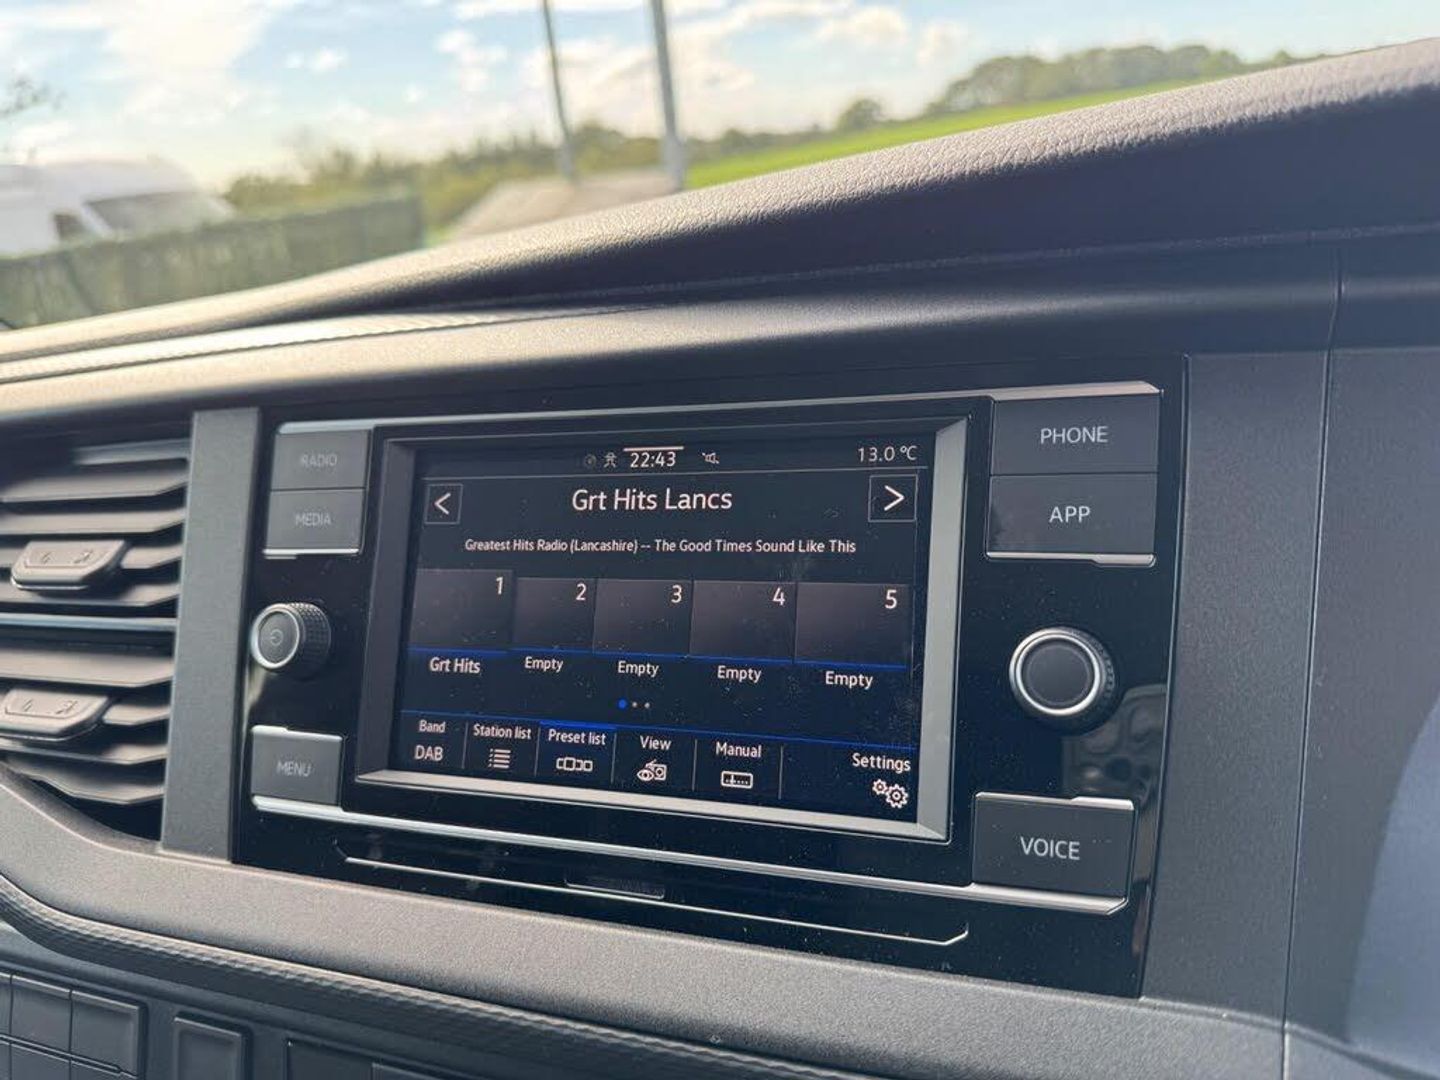 RADIO
MEDIA
MENU
22:43
13.0 °C
<
Grt Hits Lancs
>
Greatest Hits Radio (Lancashire) -- The Good Times Sound Like This
1 2 3 4 5
Grt Hits Empty Empty Empty Empty
Band Station list Preset list View Manual Settings
DAB
PHONE
APP
VOICE